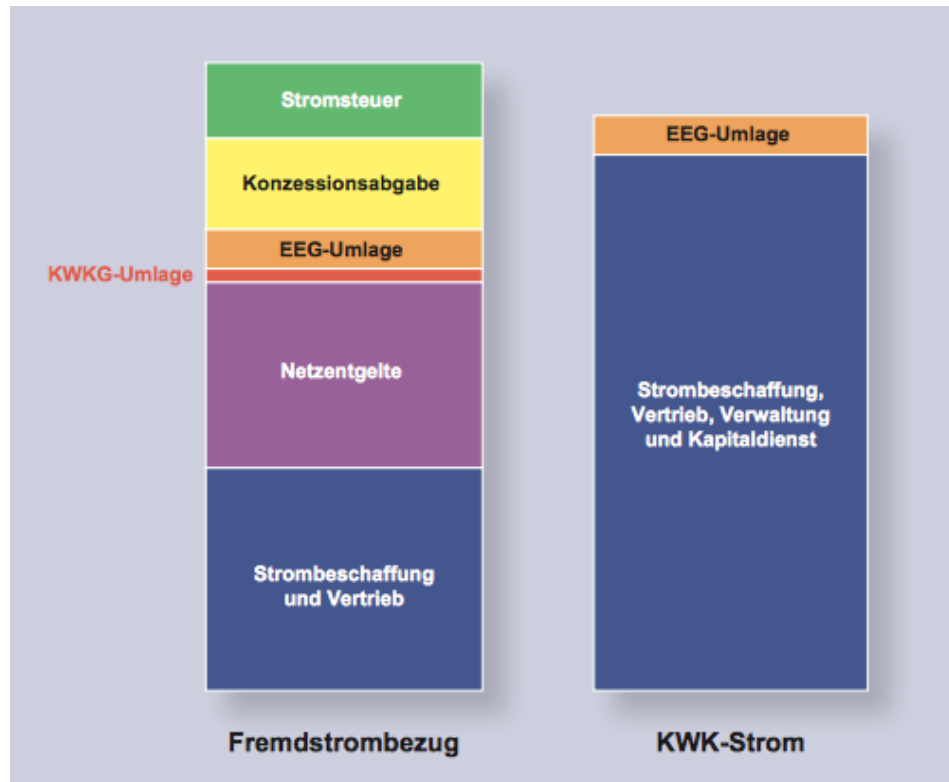 Stromsteuer
Konzessionsabgabe
EEG-Umlage
KWKG-Umlage
Netzentgelte
Strombeschaffung
und Vertrieb
Fremdstrombezug
EEG-Umlage
Strombeschaffung,
Vertrieb, Verwaltung
und Kapitaldienst
KWK-Strom